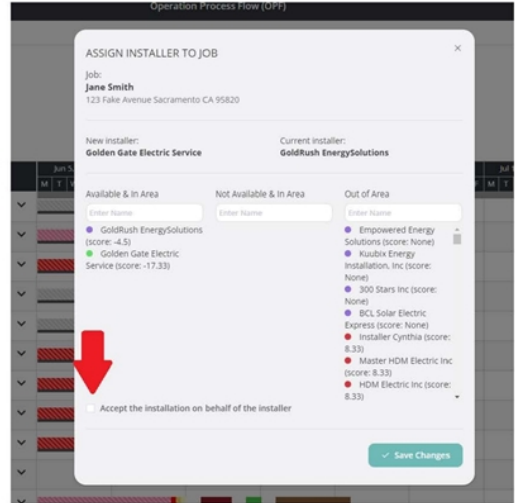 Operation Process Flow (OPF)
ASSIGN INSTALLER TO JOB
×
Job:
Jane Smith
123 Fake Avenue Sacramento CA 95820
New installer:
Golden Gate Electric Service
Current installer:
GoldRush EnergySolutions
Jun 5,
M T
Jul 1
M T
Available & In Area
Enter Name
GoldRush EnergySolutions
(score: -4.5)
Golden Gate Electric
Service (score: -17.33)
Not Available & In Area
Enter Name
Out of Area
Enter Name
Empowered Energy
Solutions (score: None)
Kuubix Energy
Installation, Inc (score:
None)
300 Stars Inc (score:
None)
BCL Solar Electric
Express (score: None)
Installer Cynthia (score:
8.33)
Master HDM Electric Inc
(score: 8.33)
HDM Electric Inc (score:
8.33)
Accept the installation on behalf of the installer
✓ Save Changes